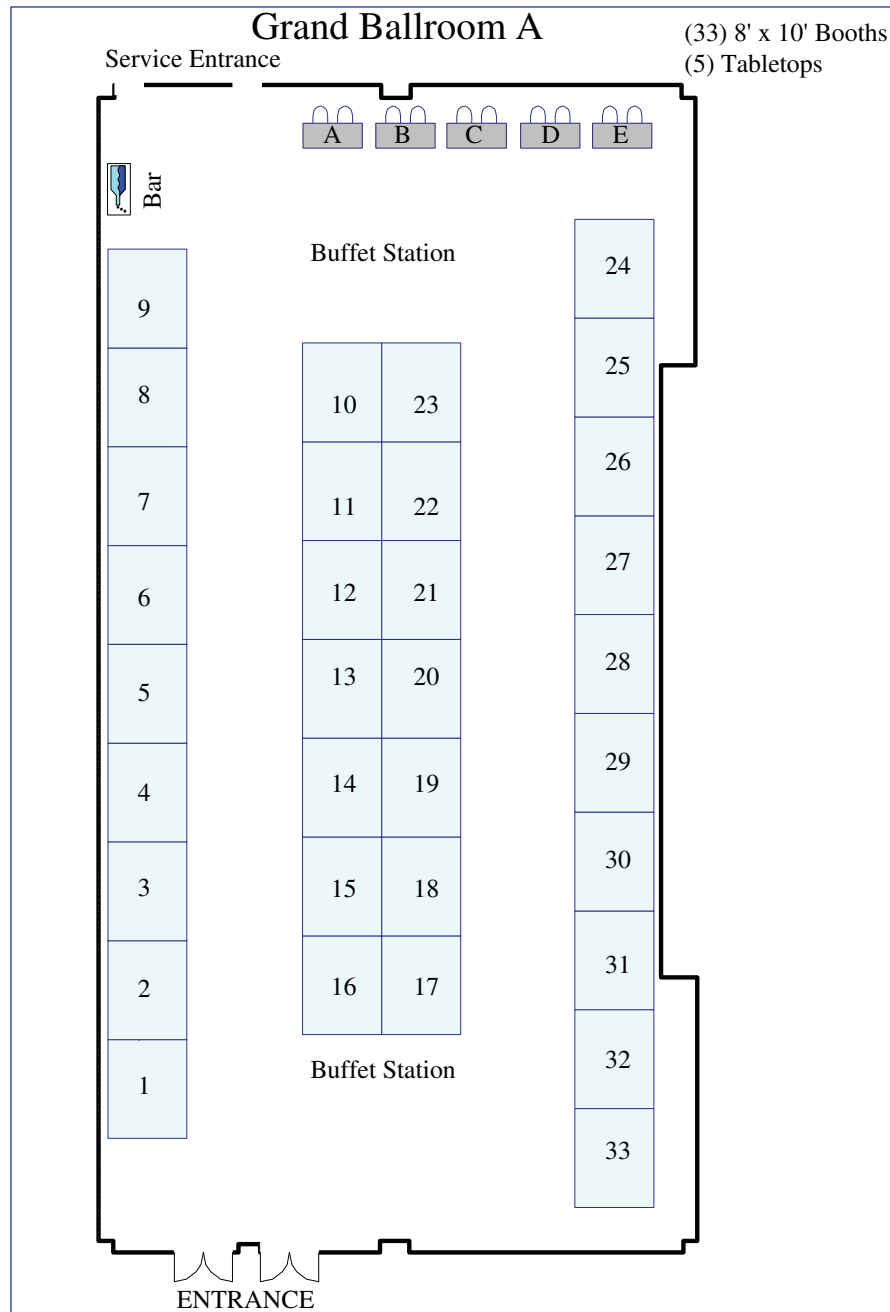 Grand Ballroom A
(33) 8' x 10' Booths
(5) Tabletops
Service Entrance
A B C D E
Bar
Buffet Station
24
9
25
8
10 23
26
7
11 22
27
6
12 21
28
5
13 20
29
4
14 19
30
3
15 18
31
2
16 17
32
Buffet Station
1
33
ENTRANCE